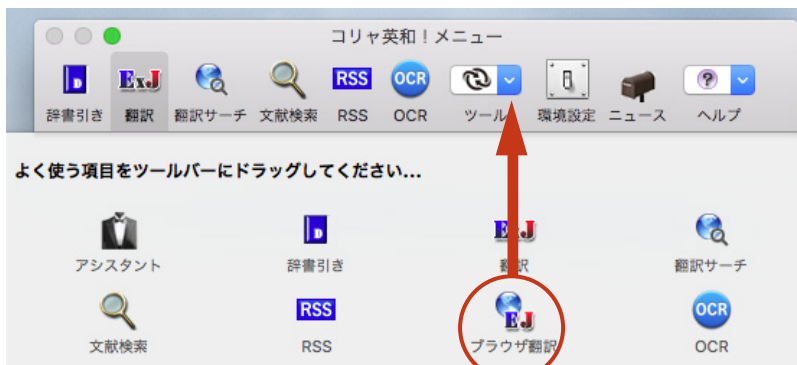 コリャ英和！メニュー
D ExJ RSS OCR ?
辞書引き 翻訳 翻訳サーチ 文献検索 RSS OCR ツール 環境設定 ニュース ヘルプ
よく使う項目をツールバーにドラッグしてください...
D ExJ
アシスタント 辞書引き 翻訳 翻訳サーチ
RSS EJ OCR
文献検索 RSS ブラウザ翻訳 OCR